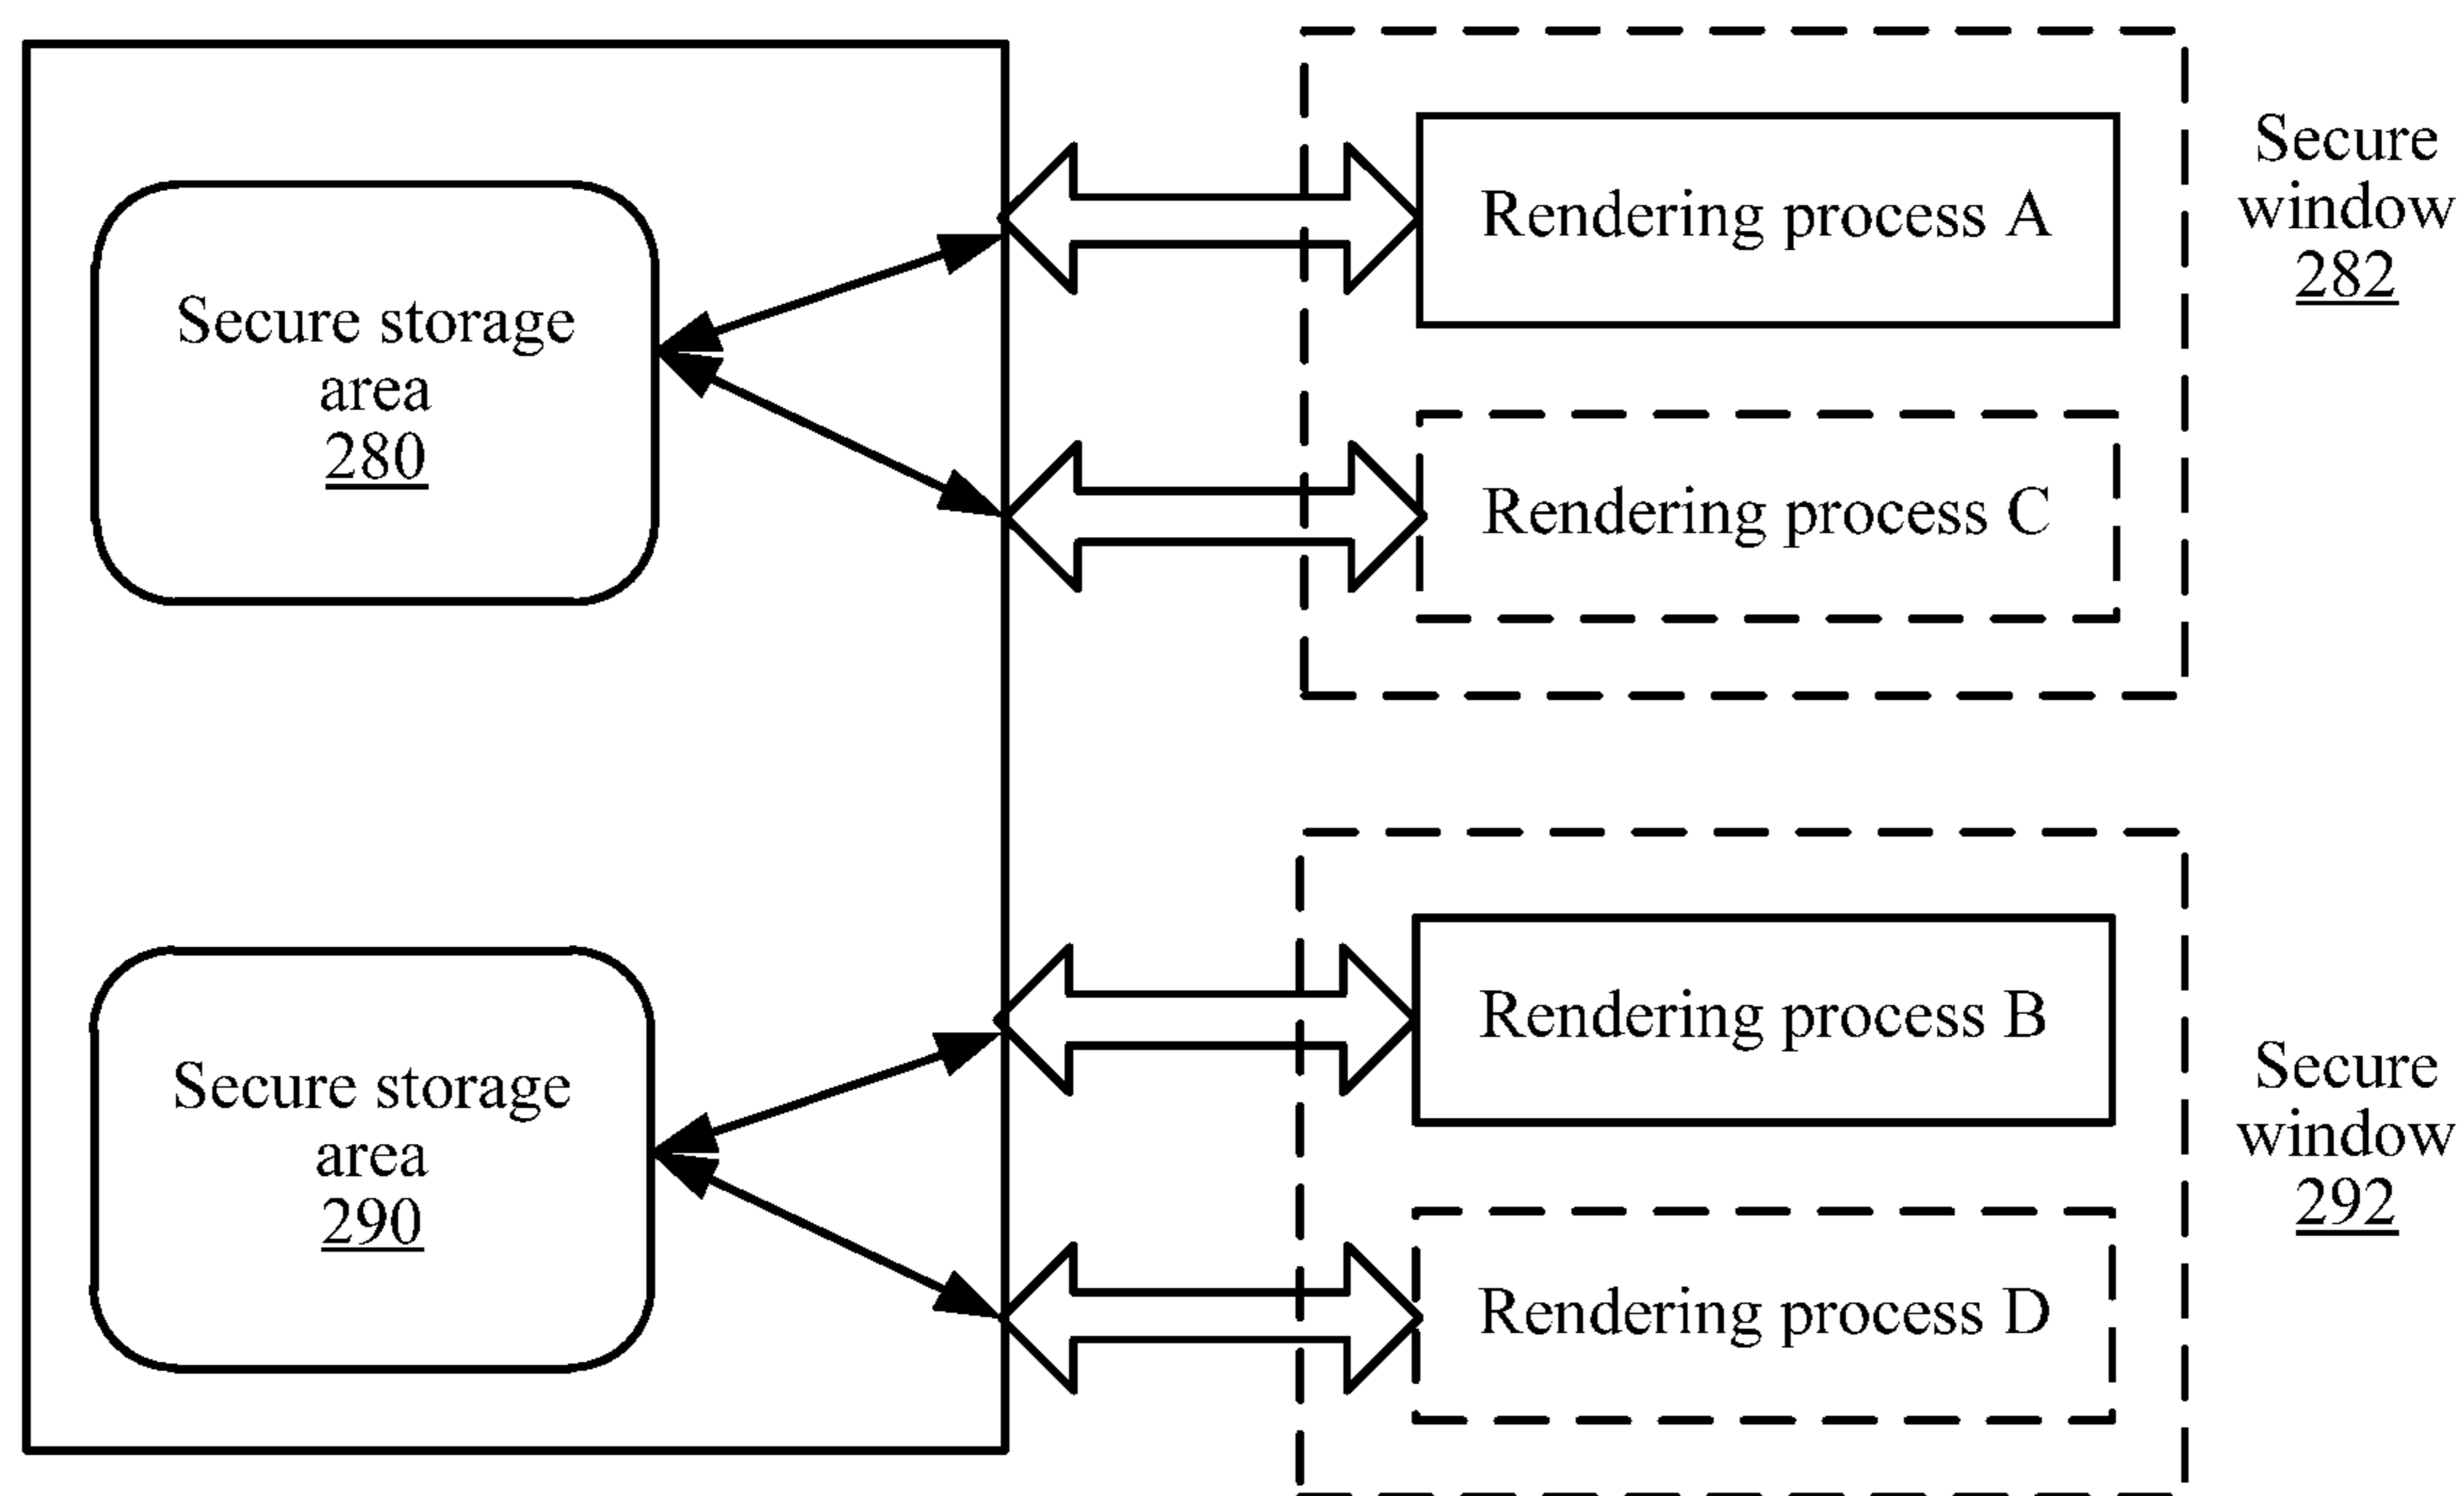 Secure storage
area
280
Rendering process A
Rendering process C
Secure
window
282
Secure storage
area
290
Rendering process B
Rendering process D
Secure
window
292